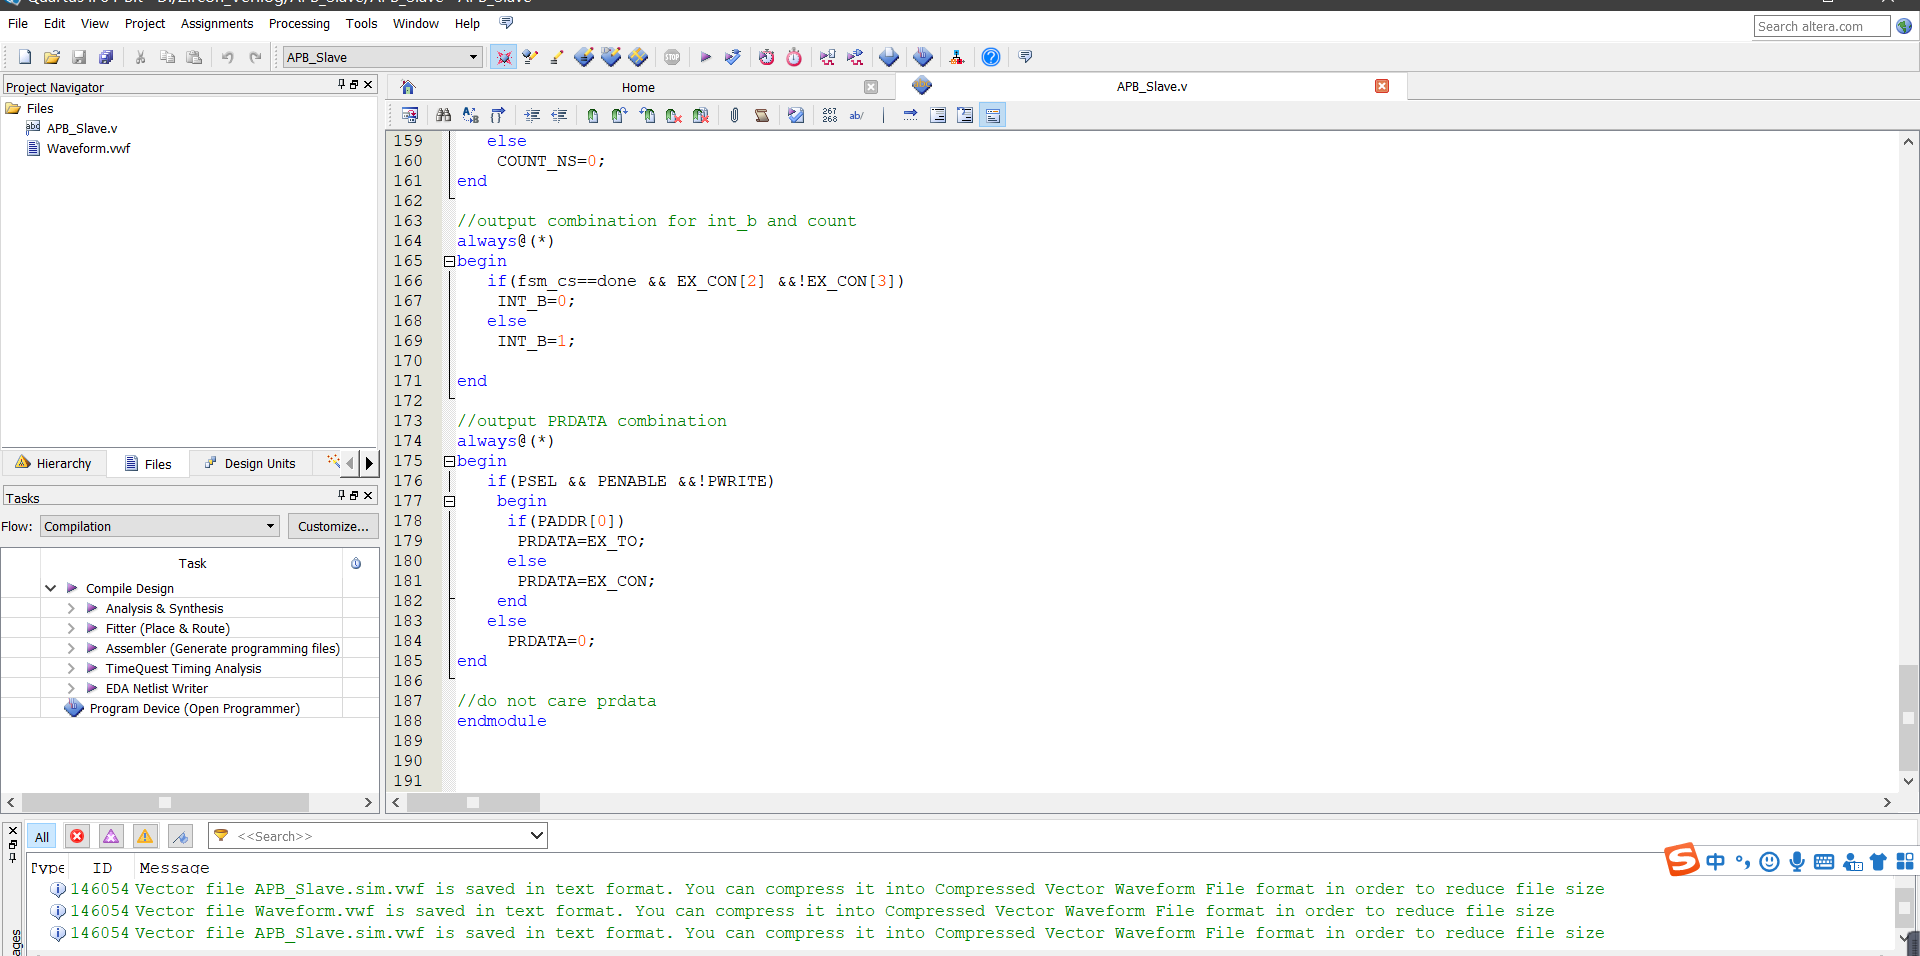 File Edit View Project Assignments Processing Tools Window Help
Search altera.com
APB_Slave
Project Navigator
Home
APB_Slave.v
Files
APB_Slave.v
Waveform.vwf
267
268
ab/
159 else
160 COUNT_NS=0;
161 end
162
163 //output combination for int_b and count
164 always@(*)
165 begin
166 if(fsm_cs==done && EX_CON[2] &&!EX_CON[3])
167 INT_B=0;
168 else
169 INT_B=1;
170
171 end
172
173 //output PRDATA combination
174 always@(*)
175 begin
176 if(PSEL && PENABLE &&!PWRITE)
177 begin
178 if(PADDR[0])
179 PRDATA=EX_TO;
180 else
181 PRDATA=EX_CON;
182 end
183 else
184 PRDATA=0;
185 end
186
187 //do not care prdata
188 endmodule
189
190
191
Hierarchy Files Design Units
Tasks
Flow: Compilation Customize...
Task
Compile Design
Analysis & Synthesis
Fitter (Place & Route)
Assembler (Generate programming files)
TimeQuest Timing Analysis
EDA Netlist Writer
Program Device (Open Programmer)
All <<Search>>
Type ID Message
146054 Vector file APB_Slave.sim.vwf is saved in text format. You can compress it into Compressed Vector Waveform File format in order to reduce file size
146054 Vector file Waveform.vwf is saved in text format. You can compress it into Compressed Vector Waveform File format in order to reduce file size
146054 Vector file APB_Slave.sim.vwf is saved in text format. You can compress it into Compressed Vector Waveform File format in order to reduce file size
中